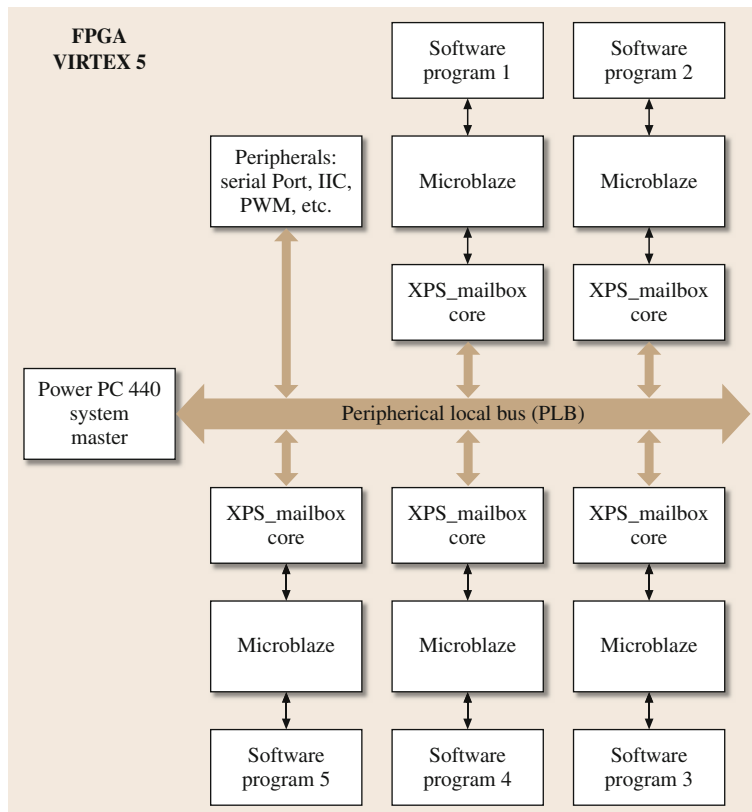 FPGA
VIRTEX 5
Software
program 1
Software
program 2
Peripherals:
serial Port, IIC,
PWM, etc.
Microblaze
Microblaze
XPS_mailbox
core
XPS_mailbox
core
Power PC 440
system
master
Peripherical local bus (PLB)
XPS_mailbox
core
XPS_mailbox
core
XPS_mailbox
core
Microblaze
Microblaze
Microblaze
Software
program 5
Software
program 4
Software
program 3